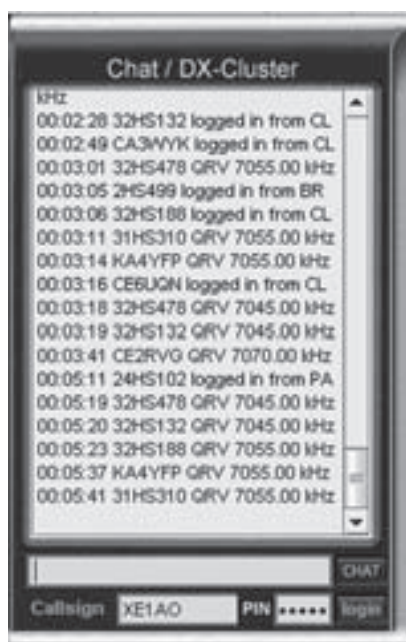 Chat / DX-Cluster
kHz
00:02:28 32HS132 logged in from CL
00:02:49 CA3WYK logged in from CL
00:03:01 32HS478 QRV 7055.00 kHz
00:03:05 2HS499 logged in from BR
00:03:06 32HS188 logged in from CL
00:03:11 31HS310 QRV 7055.00 kHz
00:03:14 KA4YFP QRV 7055.00 kHz
00:03:16 CE6UQN logged in from CL
00:03:18 32HS478 QRV 7045.00 kHz
00:03:19 32HS132 QRV 7045.00 kHz
00:03:41 CE2RVG QRV 7070.00 kHz
00:05:11 24HS102 logged in from PA
00:05:19 32HS478 QRV 7045.00 kHz
00:05:20 32HS132 QRV 7045.00 kHz
00:05:23 32HS188 QRV 7055.00 kHz
00:05:37 KA4YFP QRV 7055.00 kHz
00:05:41 31HS310 QRV 7055.00 kHz
CHAT
Callsign XE1AO PIN ••••• login